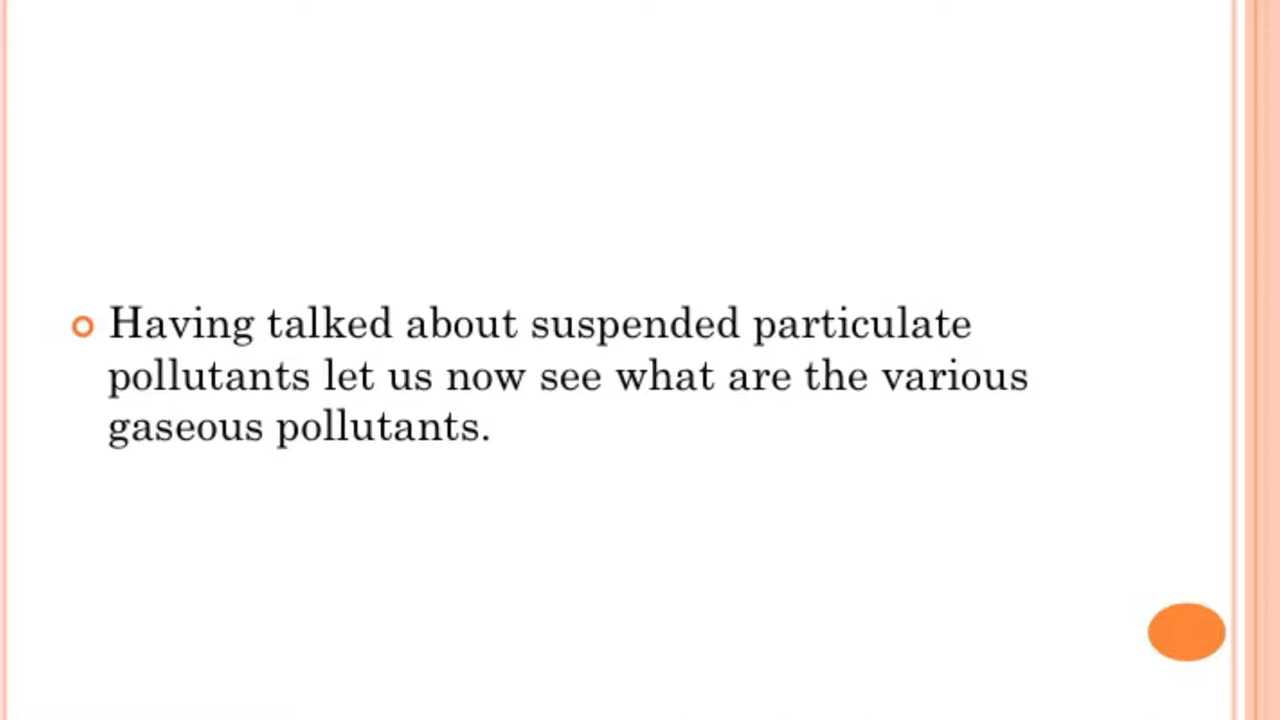 Having talked about suspended particulate
pollutants let us now see what are the various
gaseous pollutants.